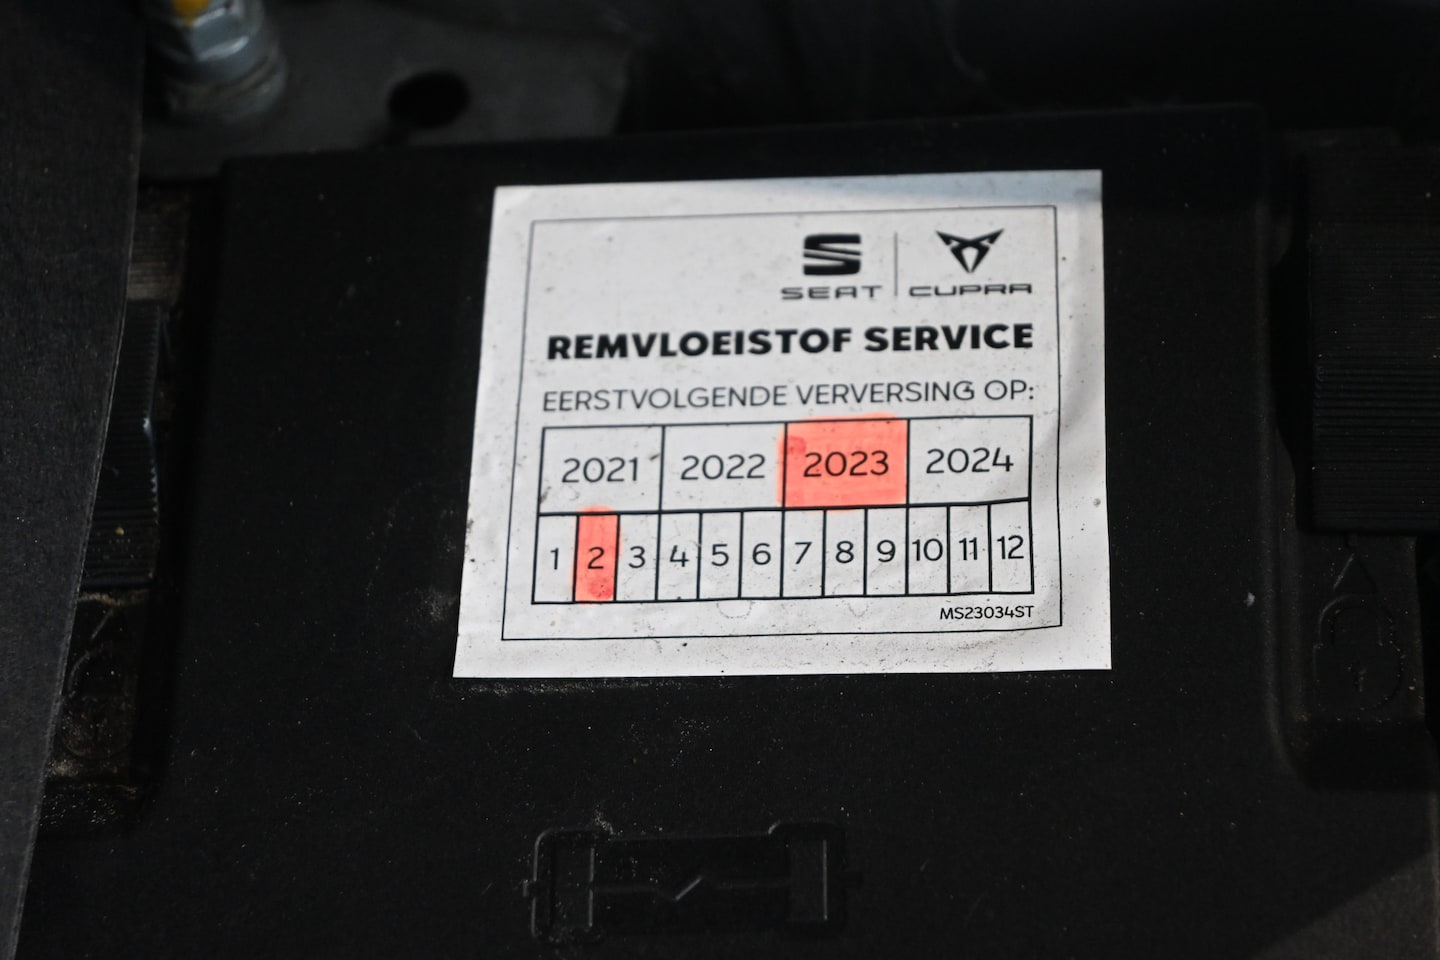 SEAT CUPRA
REMVLOEISTOF SERVICE
EERSTVOLGENDE VERVERSING OP:
2021 2022 2023 2024
1 2 3 4 5 6 7 8 9 10 11 12
MS23034ST